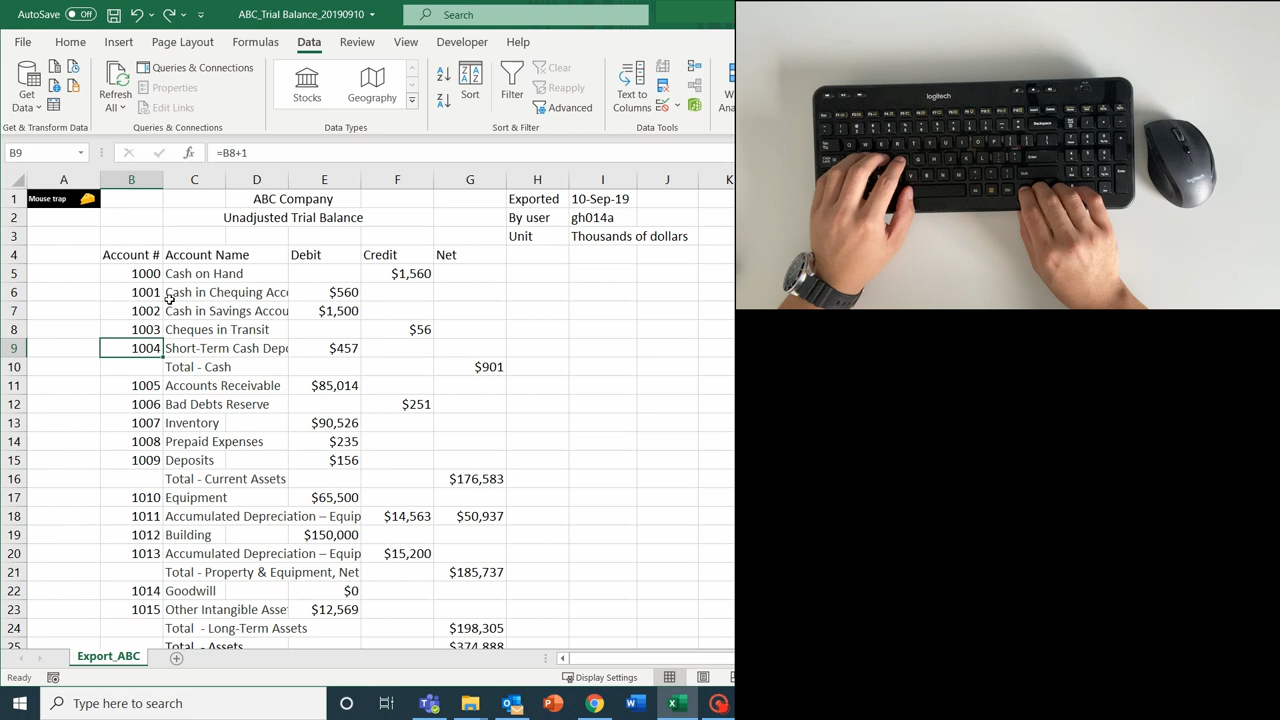 AutoSave Off ABC_Trial Balance_20190910 Search
File Home Insert Page Layout Formulas Data Review View Developer Help
Get Data Refresh All Queries & Connections Properties Edit Links Stocks Geography Sort Filter Clear Reapply Advanced Text to Columns What
Get & Transform Data Queries & Connections Data Types Sort & Filter Data Tools
B9 fx =B8+1
A B C D E F G H I J K
1 Mouse trap ABC Company Exported 10-Sep-19
2 Unadjusted Trial Balance By user gh014a
3 Unit Thousands of dollars
4 Account # Account Name Debit Credit Net
5 1000 Cash on Hand $1,560
6 1001 Cash in Chequing Acco $560
7 1002 Cash in Savings Accou $1,500
8 1003 Cheques in Transit $56
9 1004 Short-Term Cash Depo $457
10 Total - Cash $901
11 1005 Accounts Receivable $85,014
12 1006 Bad Debts Reserve $251
13 1007 Inventory $90,526
14 1008 Prepaid Expenses $235
15 1009 Deposits $156
16 Total - Current Assets $176,583
17 1010 Equipment $65,500
18 1011 Accumulated Depreciation – Equip $14,563 $50,937
19 1012 Building $150,000
20 1013 Accumulated Depreciation – Equip $15,200
21 Total - Property & Equipment, Net $185,737
22 1014 Goodwill $0
23 1015 Other Intangible Asse $12,569
24 Total - Long-Term Assets $198,305
25 Total - Assets $374,888
Export_ABC
Ready Display Settings
Type here to search
logitech